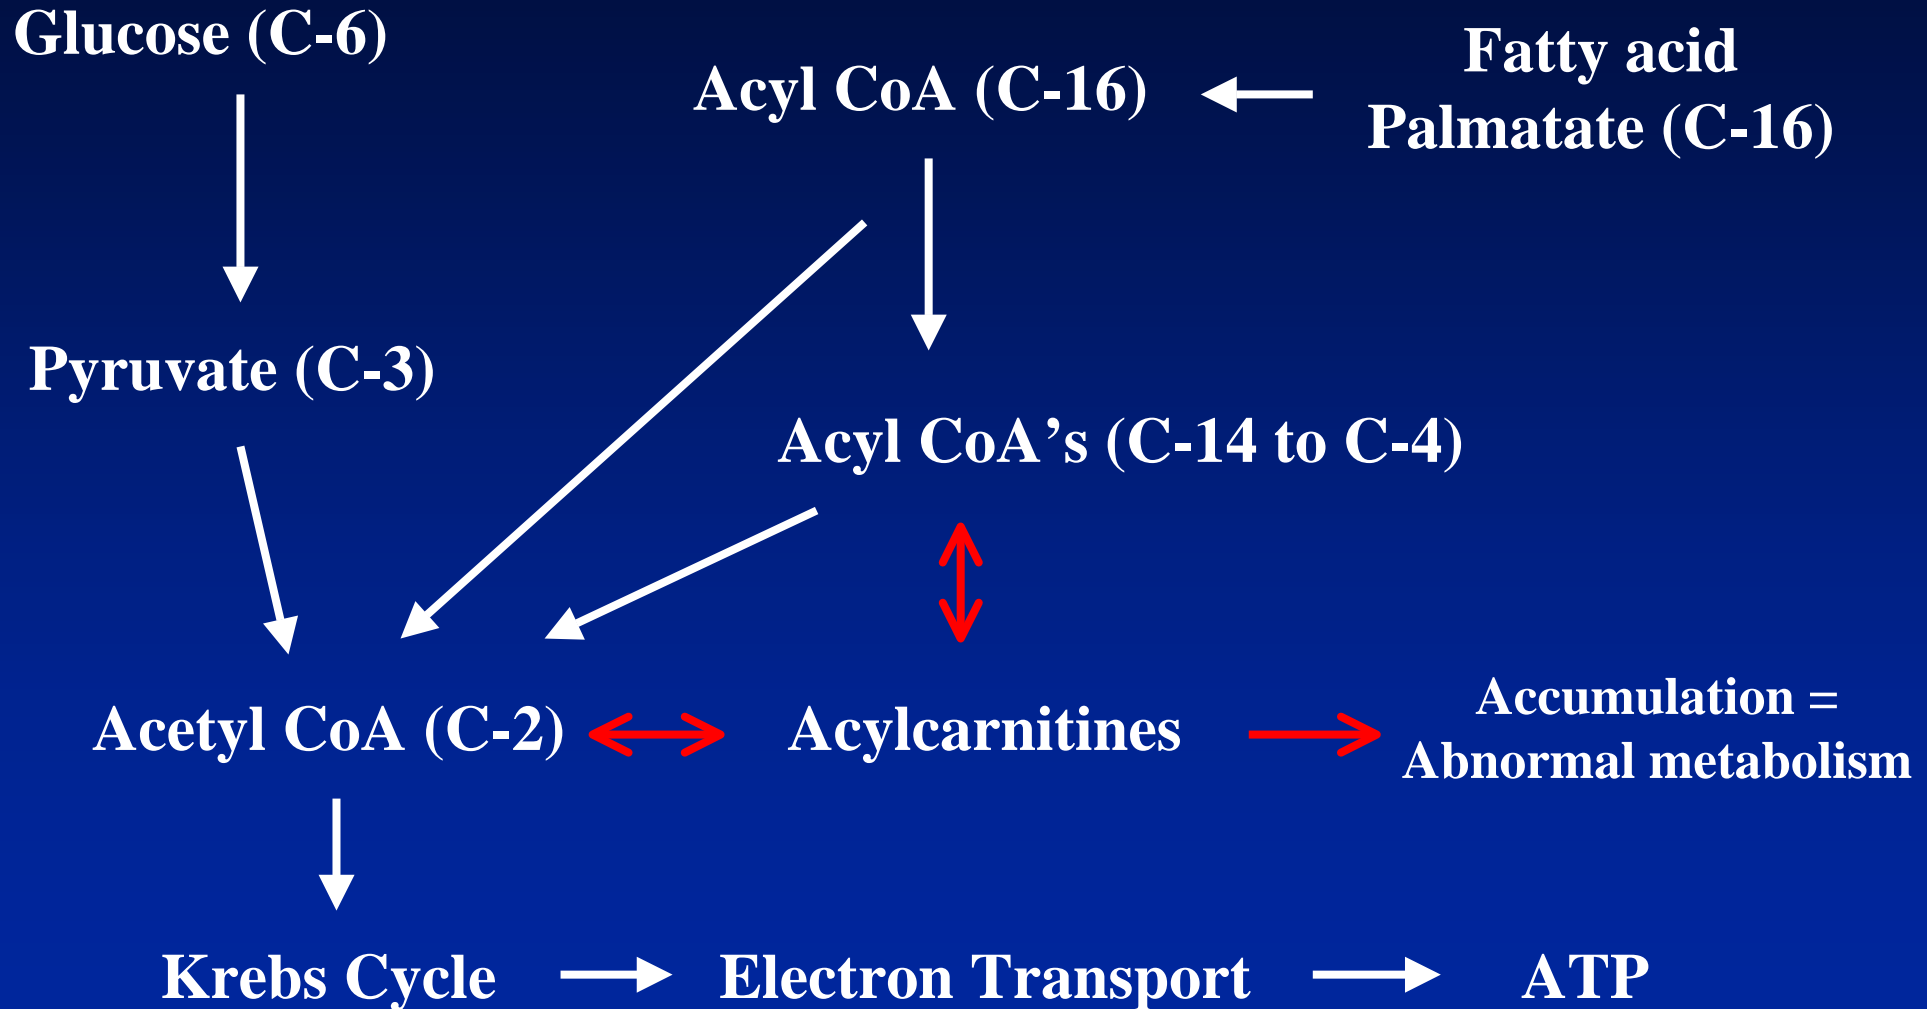 Glucose (C-6)
Acyl CoA (C-16)
Fatty acid
Palmatate (C-16)
Pyruvate (C-3)
Acyl CoA’s (C-14 to C-4)
Acetyl CoA (C-2)
Acylcarnitines
Accumulation =
Abnormal metabolism
Krebs Cycle
Electron Transport
ATP